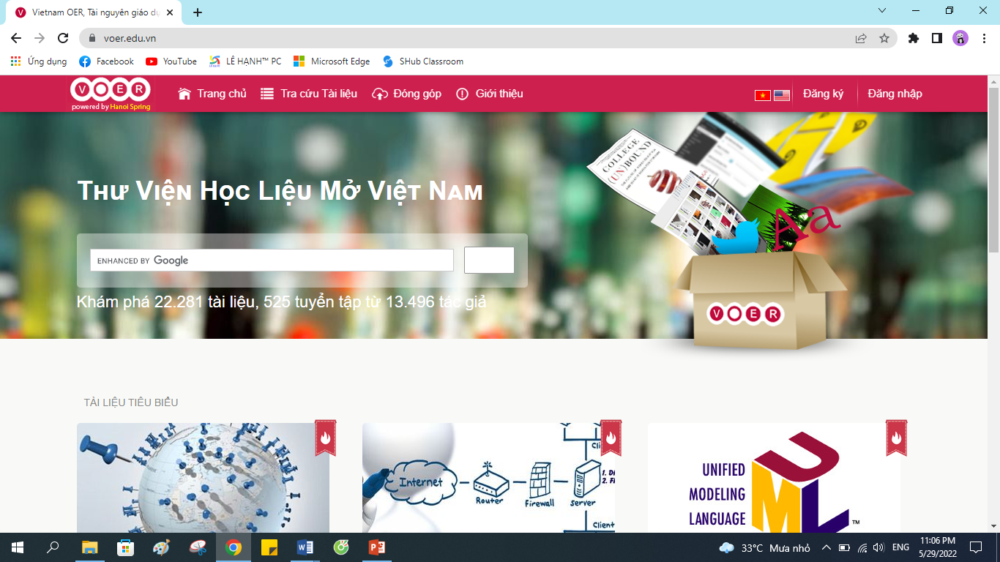 Vietnam OER, Tài nguyên giáo dụ
voer.edu.vn
Ứng dụng Facebook YouTube LÊ HẠNH™ PC Microsoft Edge SHub Classroom
VOER
powered by Hanoi Spring
Trang chủ Tra cứu Tài liệu Đóng góp Giới thiệu Đăng ký Đăng nhập
Thư Viện Học Liệu Mở Việt Nam
ENHANCED BY Google
Khám phá 22.281 tài liệu, 525 tuyển tập từ 13.496 tác giả
COLLEGE
(UN)BOUND
Aa
VOER
TÀI LIỆU TIÊU BIỂU
Internet
Router
Firewall
Server
Client
UNIFIED
MODELING
LANGUAGE
UML
™
33°C Mưa nhỏ
ENG
11:06 PM
5/29/2022